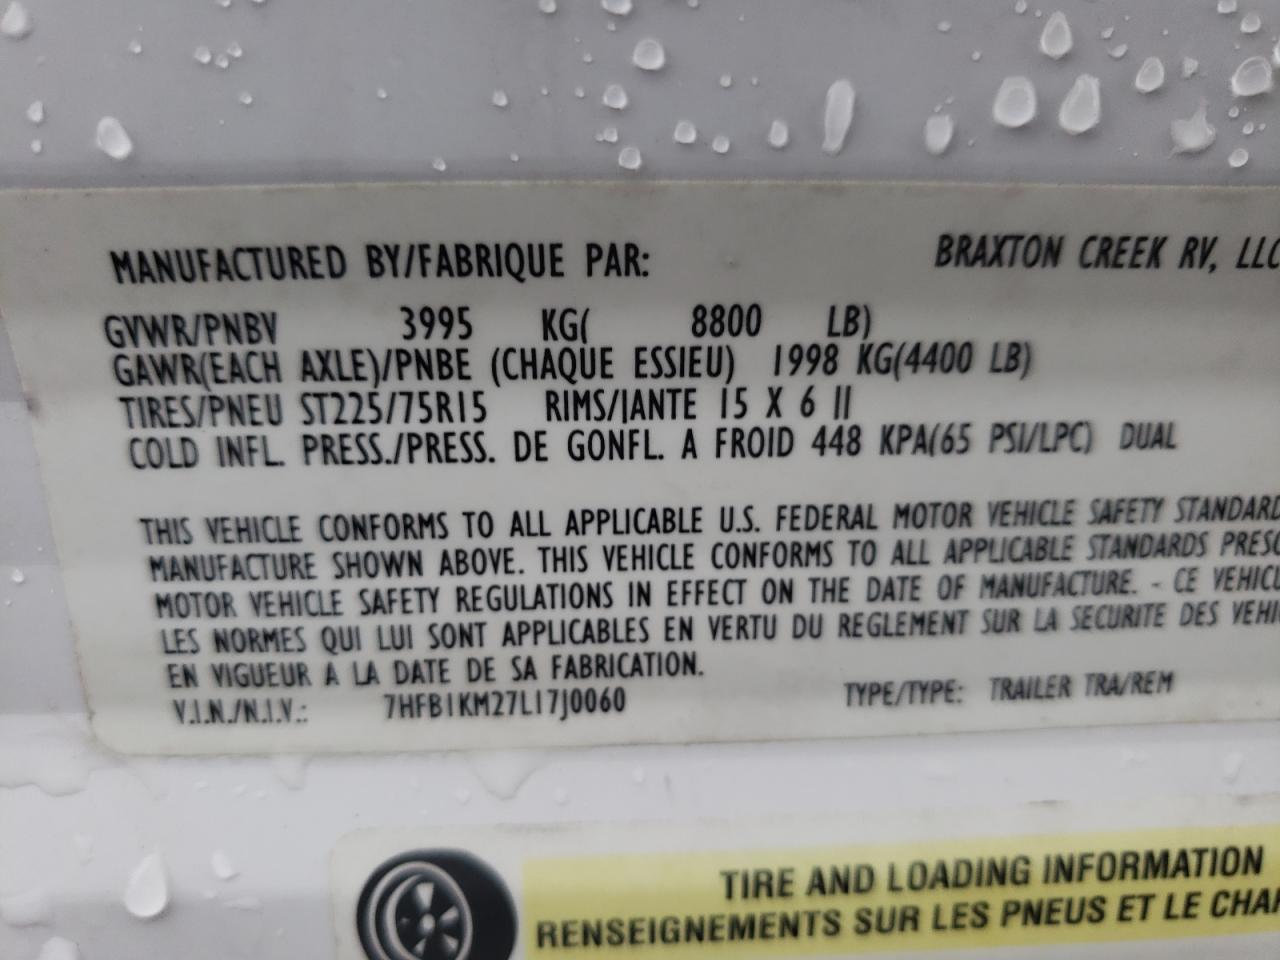 MANUFACTURED BY/FABRIQUE PAR: BRAXTON CREEK RV, LLC
GVWR/PNBV 3995 KG( 8800 LB)
GAWR(EACH AXLE)/PNBE (CHAQUE ESSIEU) 1998 KG(4400 LB)
TIRES/PNEU ST225/75R15 RIMS/JANTE 15 X 6 II
COLD INFL. PRESS./PRESS. DE GONFL. A FROID 448 KPA(65 PSI/LPC) DUAL
THIS VEHICLE CONFORMS TO ALL APPLICABLE U.S. FEDERAL MOTOR VEHICLE SAFETY STANDARD
MANUFACTURE SHOWN ABOVE. THIS VEHICLE CONFORMS TO ALL APPLICABLE STANDARDS PRESC
MOTOR VEHICLE SAFETY REGULATIONS IN EFFECT ON THE DATE OF MANUFACTURE. - CE VEHICU
LES NORMES QUI LUI SONT APPLICABLES EN VERTU DU REGLEMENT SUR LA SECURITE DES VEHI
EN VIGUEUR A LA DATE DE SA FABRICATION.
V.I.N./N.I.V.: 7HFB1KM27L17J0060 TYPE/TYPE: TRAILER TRA/REM
TIRE AND LOADING INFORMATION
RENSEIGNEMENTS SUR LES PNEUS ET LE CHAR